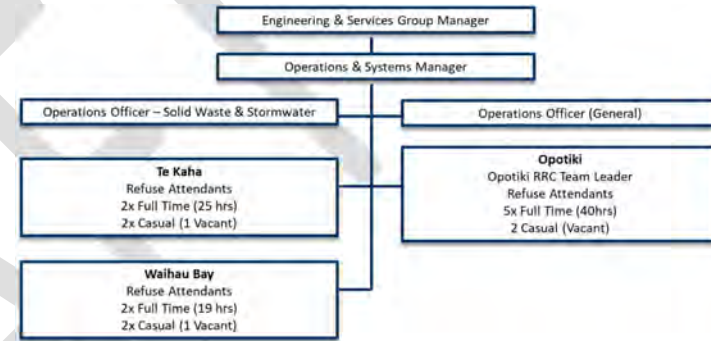 Engineering & Services Group Manager
Operations & Systems Manager
Operations Officer – Solid Waste & Stormwater
Operations Officer (General)
Te Kaha
Refuse Attendants
2x Full Time (25 hrs)
2x Casual (1 Vacant)
Opotiki
Opotiki RRC Team Leader
Refuse Attendants
5x Full Time (40hrs)
2 Casual (Vacant)
Waihau Bay
Refuse Attendants
2x Full Time (19 hrs)
2x Casual (1 Vacant)